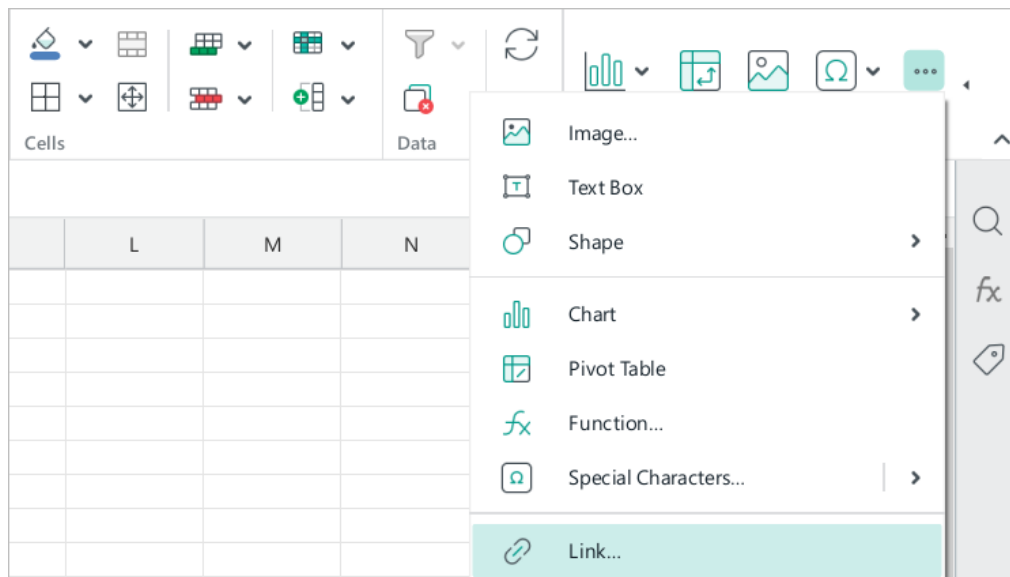 Cells
Data
L
M
N
Image...
Text Box
Shape
Chart
Pivot Table
Function...
Special Characters...
Link...